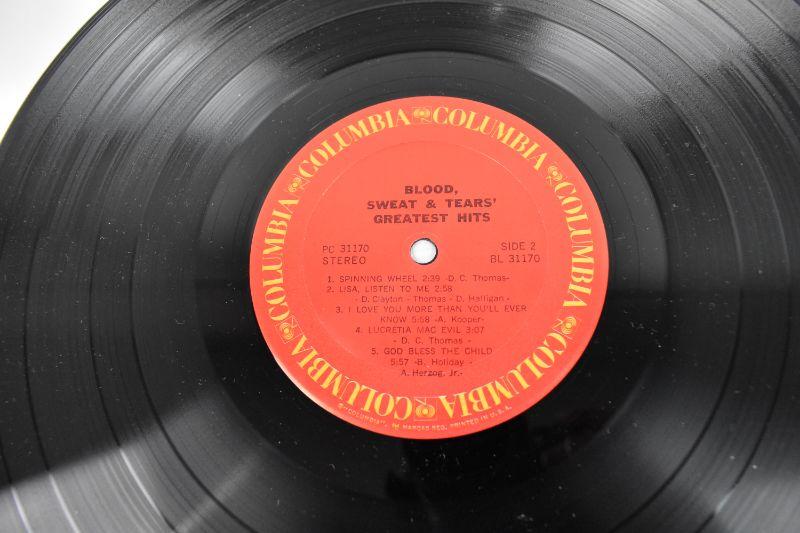 COLUMBIA COLUMBIA COLUMBIA COLUMBIA COLUMBIA COLUMBIA
BLOOD,
SWEAT & TEARS'
GREATEST HITS
PC 31170 SIDE 2
STEREO BL 31170
1. SPINNING WHEEL 2:39 -D. C. Thomas-
2. LISA, LISTEN TO ME 2:58
- D. Clayton - Thomas - D. Halligan -
3. I LOVE YOU MORE THAN YOU'LL EVER
KNOW 5:58 -A. Kooper-
4. LUCRETIA MAC EVIL 3:07
- D. C. Thomas -
5. GOD BLESS THE CHILD
5:57 -B. Holiday -
A. Herzog, Jr.-
"COLUMBIA", MARCAS REG. PRINTED IN U.S.A.